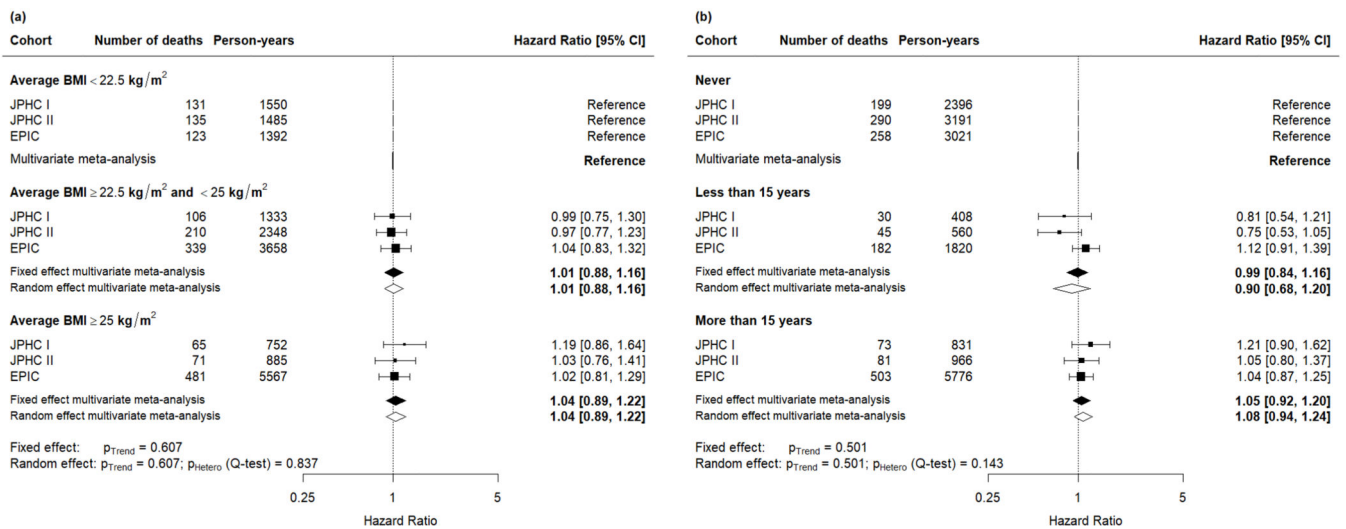 (a)
Cohort Number of deaths Person-years Hazard Ratio [95% CI]
Average BMI < 22.5 kg/m²
JPHC I 131 1550 Reference
JPHC II 135 1485 Reference
EPIC 123 1392 Reference
Multivariate meta-analysis Reference
Average BMI ≥ 22.5 kg/m² and < 25 kg/m²
JPHC I 106 1333 0.99 [0.75, 1.30]
JPHC II 210 2348 0.97 [0.77, 1.23]
EPIC 339 3658 1.04 [0.83, 1.32]
Fixed effect multivariate meta-analysis 1.01 [0.88, 1.16]
Random effect multivariate meta-analysis 1.01 [0.88, 1.16]
Average BMI ≥ 25 kg/m²
JPHC I 65 752 1.19 [0.86, 1.64]
JPHC II 71 885 1.03 [0.76, 1.41]
EPIC 481 5567 1.02 [0.81, 1.29]
Fixed effect multivariate meta-analysis 1.04 [0.89, 1.22]
Random effect multivariate meta-analysis 1.04 [0.89, 1.22]
Fixed effect: pTrend = 0.607
Random effect: pTrend = 0.607; pHetero (Q-test) = 0.837
0.25 1 5
Hazard Ratio
(b)
Cohort Number of deaths Person-years Hazard Ratio [95% CI]
Never
JPHC I 199 2396 Reference
JPHC II 290 3191 Reference
EPIC 258 3021 Reference
Multivariate meta-analysis Reference
Less than 15 years
JPHC I 30 408 0.81 [0.54, 1.21]
JPHC II 45 560 0.75 [0.53, 1.05]
EPIC 182 1820 1.12 [0.91, 1.39]
Fixed effect multivariate meta-analysis 0.99 [0.84, 1.16]
Random effect multivariate meta-analysis 0.90 [0.68, 1.20]
More than 15 years
JPHC I 73 831 1.21 [0.90, 1.62]
JPHC II 81 966 1.05 [0.80, 1.37]
EPIC 503 5776 1.04 [0.87, 1.25]
Fixed effect multivariate meta-analysis 1.05 [0.92, 1.20]
Random effect multivariate meta-analysis 1.08 [0.94, 1.24]
Fixed effect: pTrend = 0.501
Random effect: pTrend = 0.501; pHetero (Q-test) = 0.143
0.25 1 5
Hazard Ratio